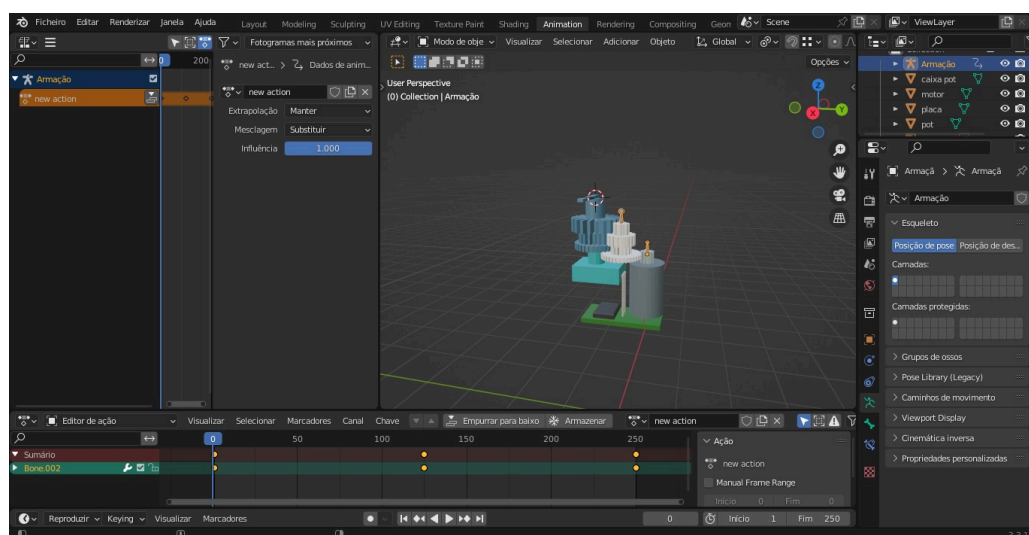 Ficheiro Editar Renderizar Janela Ajuda Layout Modeling Sculpting UV Editing Texture Paint Shading Animation Rendering Compositing Geon Scene ViewLayer
Fotogramas mais próximos Modo de obje Visualizar Selecionar Adicionar Objeto Global
0 200 new act... > Dados de anim... Opções
Armação
new action
new action
Extrapolação Manter
Mesclagem Substituir
Influência 1.000
User Perspective
(0) Collection | Armação
Z
X
Y
Armação
caixa pot
motor
placa
pot
Armaçã > Armaçã
Armação
Esqueleto
Posição de pose Posição de des...
Camadas:
Camadas protegidas:
Grupos de ossos
Pose Library (Legacy)
Caminhos de movimento
Viewport Display
Cinemática inversa
Propriedades personalizadas
Editor de ação Visualizar Selecionar Marcadores Canal Chave Empurrar para baixo Armazenar new action
0 50 100 150 200 250
Sumário
Bone.002
Ação
new action
Manual Frame Range
Início 0 Fim 0
Reproduzir Keying Visualizar Marcadores 0 Início 1 Fim 250